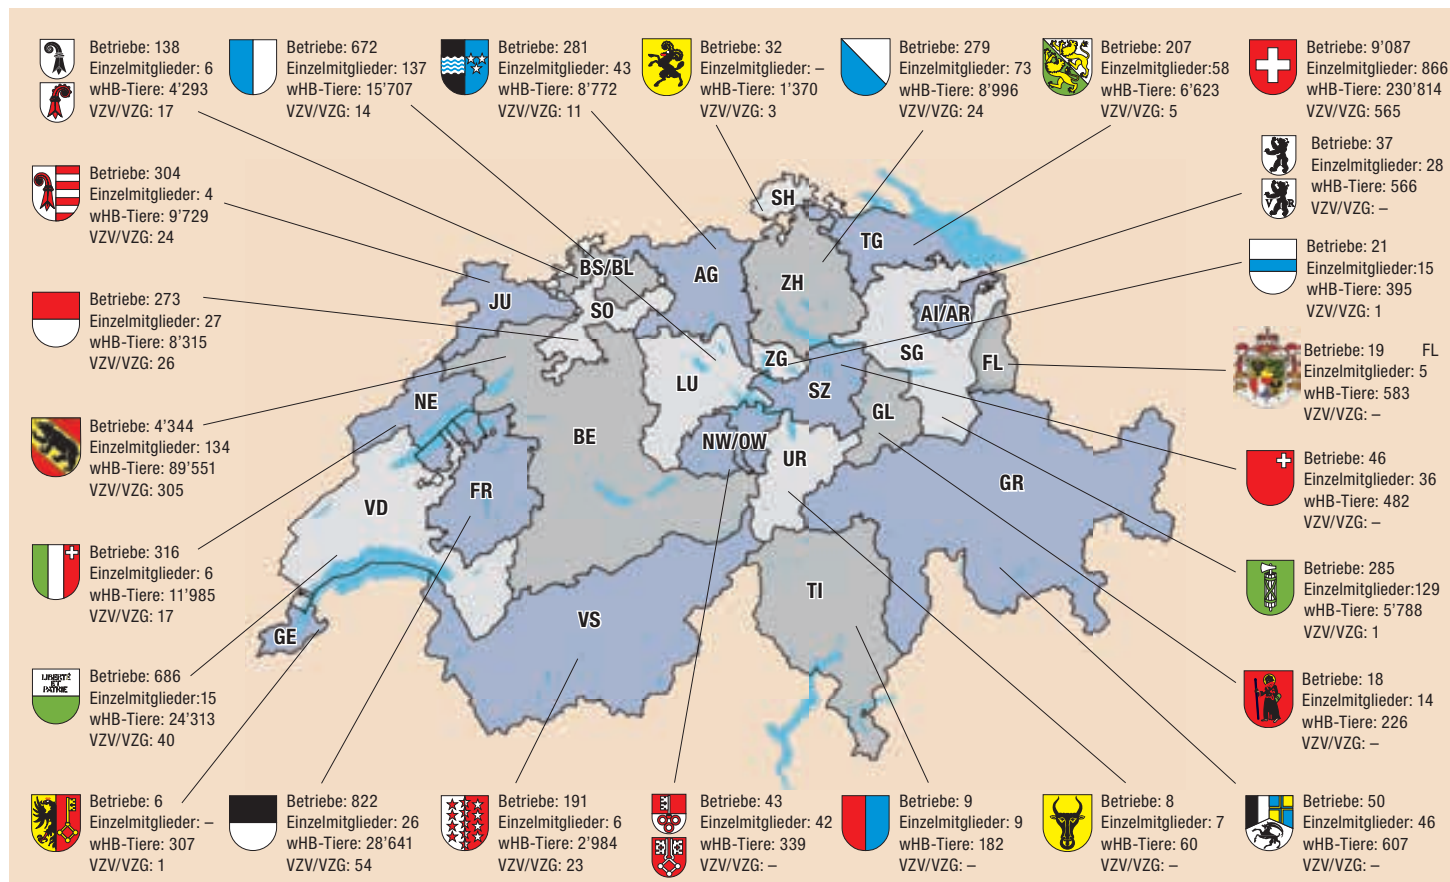 Betriebe: 138
Einzelmitglieder: 6
wHB-Tiere: 4’293
VZV/VZG: 17
Betriebe: 672
Einzelmitglieder: 137
wHB-Tiere: 15’707
VZV/VZG: 14
Betriebe: 281
Einzelmitglieder: 43
wHB-Tiere: 8’772
VZV/VZG: 11
Betriebe: 32
Einzelmitglieder: –
wHB-Tiere: 1’370
VZV/VZG: 3
Betriebe: 279
Einzelmitglieder: 73
wHB-Tiere: 8’996
VZV/VZG: 24
Betriebe: 207
Einzelmitglieder:58
wHB-Tiere: 6’623
VZV/VZG: 5
Betriebe: 9’087
Einzelmitglieder: 866
wHB-Tiere: 230’814
VZV/VZG: 565
V R
Betriebe: 37
Einzelmitglieder: 28
wHB-Tiere: 566
VZV/VZG: –
Betriebe: 304
Einzelmitglieder: 4
wHB-Tiere: 9’729
VZV/VZG: 24
Betriebe: 21
Einzelmitglieder:15
wHB-Tiere: 395
VZV/VZG: 1
Betriebe: 273
Einzelmitglieder: 27
wHB-Tiere: 8’315
VZV/VZG: 26
Betriebe: 19 FL
Einzelmitglieder: 5
wHB-Tiere: 583
VZV/VZG: –
Betriebe: 4’344
Einzelmitglieder: 134
wHB-Tiere: 89’551
VZV/VZG: 305
Betriebe: 46
Einzelmitglieder: 36
wHB-Tiere: 482
VZV/VZG: –
Betriebe: 316
Einzelmitglieder: 6
wHB-Tiere: 11’985
VZV/VZG: 17
Betriebe: 285
Einzelmitglieder:129
wHB-Tiere: 5’788
VZV/VZG: 1
LIBERTÉ
ET
PATRIE
Betriebe: 686
Einzelmitglieder:15
wHB-Tiere: 24’313
VZV/VZG: 40
Betriebe: 18
Einzelmitglieder: 14
wHB-Tiere: 226
VZV/VZG: –
SH
TG
BS/BL
AG
ZH
JU
SO
AI/AR
ZG
SG
FL
LU
SZ
NE
GL
BE
NW/OW
UR
FR
GR
VD
TI
VS
GE
Betriebe: 6
Einzelmitglieder: –
wHB-Tiere: 307
VZV/VZG: 1
Betriebe: 822
Einzelmitglieder: 26
wHB-Tiere: 28’641
VZV/VZG: 54
Betriebe: 191
Einzelmitglieder: 6
wHB-Tiere: 2’984
VZV/VZG: 23
Betriebe: 43
Einzelmitglieder: 42
wHB-Tiere: 339
VZV/VZG: –
Betriebe: 9
Einzelmitglieder: 9
wHB-Tiere: 182
VZV/VZG: –
Betriebe: 8
Einzelmitglieder: 7
wHB-Tiere: 60
VZV/VZG: –
Betriebe: 50
Einzelmitglieder: 46
wHB-Tiere: 607
VZV/VZG: –